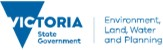 VICTORIA
State
Government
Environment,
Land, Water
and Planning